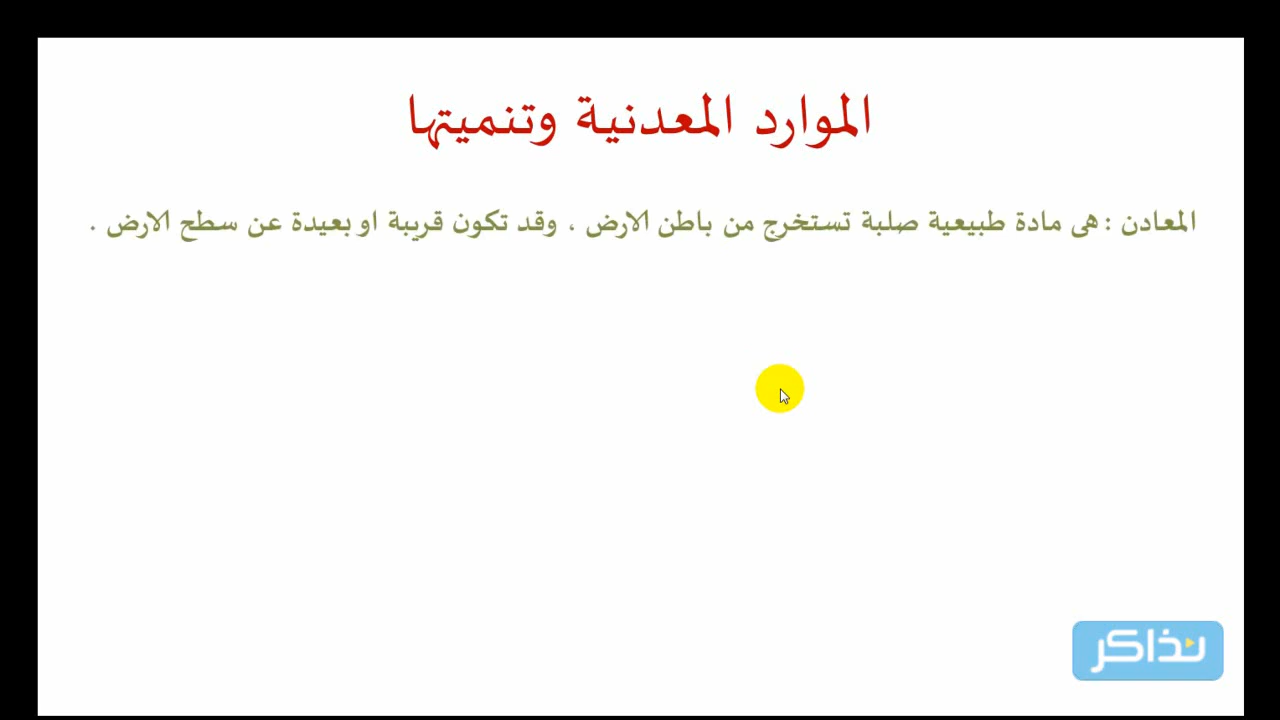 الموارد المعدنية وتنميتها
المعادن : هى مادة طبيعية صلبة تستخرج من باطن الارض ، وقد تكون قريبة او بعيدة عن سطح الارض .
نذاكر